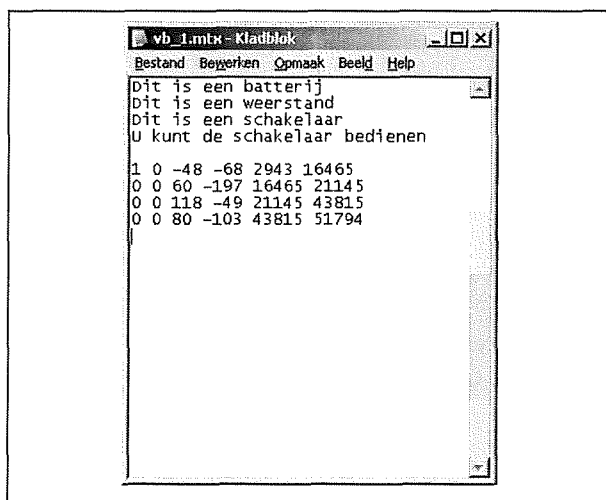 vb_1.mtx - Kladblok
Bestand Bewerken Opmaak Beeld Help
Dit is een batterij
Dit is een weerstand
Dit is een schakelaar
U kunt de schakelaar bedienen
1 0 -48 -68 2943 16465
0 0 60 -197 16465 21145
0 0 118 -49 21145 43815
0 0 80 -103 43815 51794